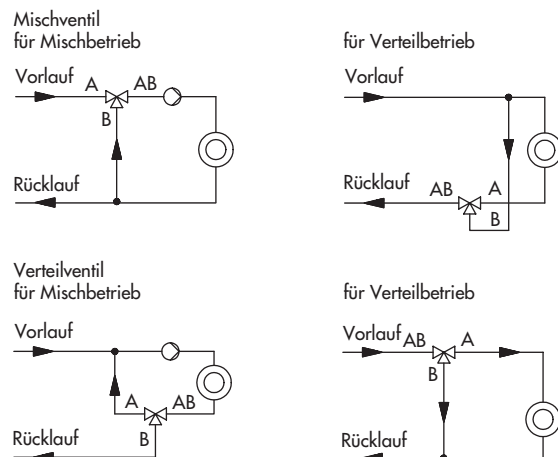 Mischventil
für Mischbetrieb
Vorlauf
A
AB
B
Rücklauf
für Verteilbetrieb
Vorlauf
Rücklauf
AB
A
B
Verteilventil
für Mischbetrieb
Vorlauf
A
AB
B
Rücklauf
für Verteilbetrieb
Vorlauf
AB
A
B
Rücklauf